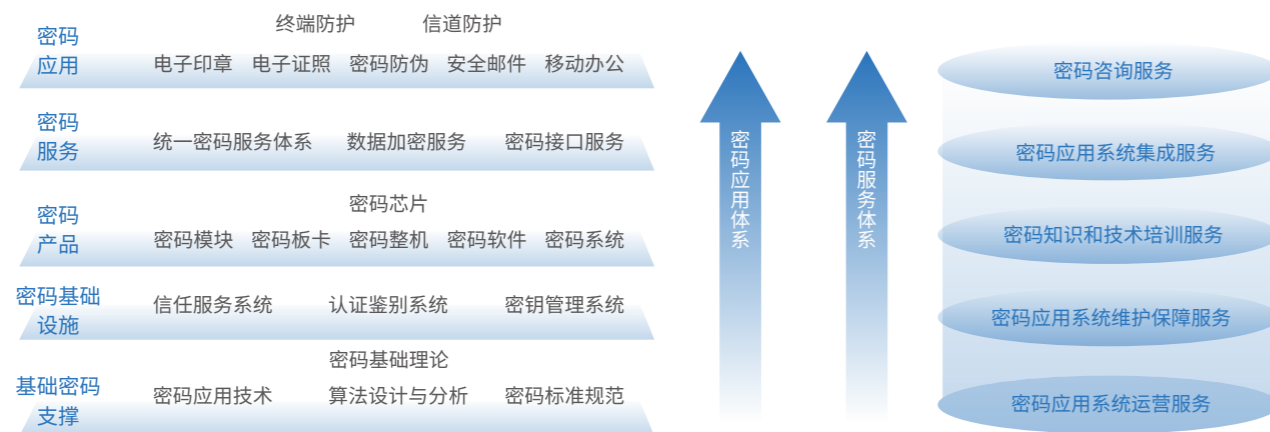 密码
应用
终端防护 信道防护
电子印章 电子证照 密码防伪 安全邮件 移动办公
密码
服务
统一密码服务体系 数据加密服务 密码接口服务
密码
产品
密码芯片
密码模块 密码板卡 密码整机 密码软件 密码系统
密码基础
设施
信任服务系统 认证鉴别系统 密钥管理系统
基础密码
支撑
密码基础理论
密码应用技术 算法设计与分析 密码标准规范
密码应用体系
密码服务体系
密码咨询服务
密码应用系统集成服务
密码知识和技术培训服务
密码应用系统维护保障服务
密码应用系统运营服务